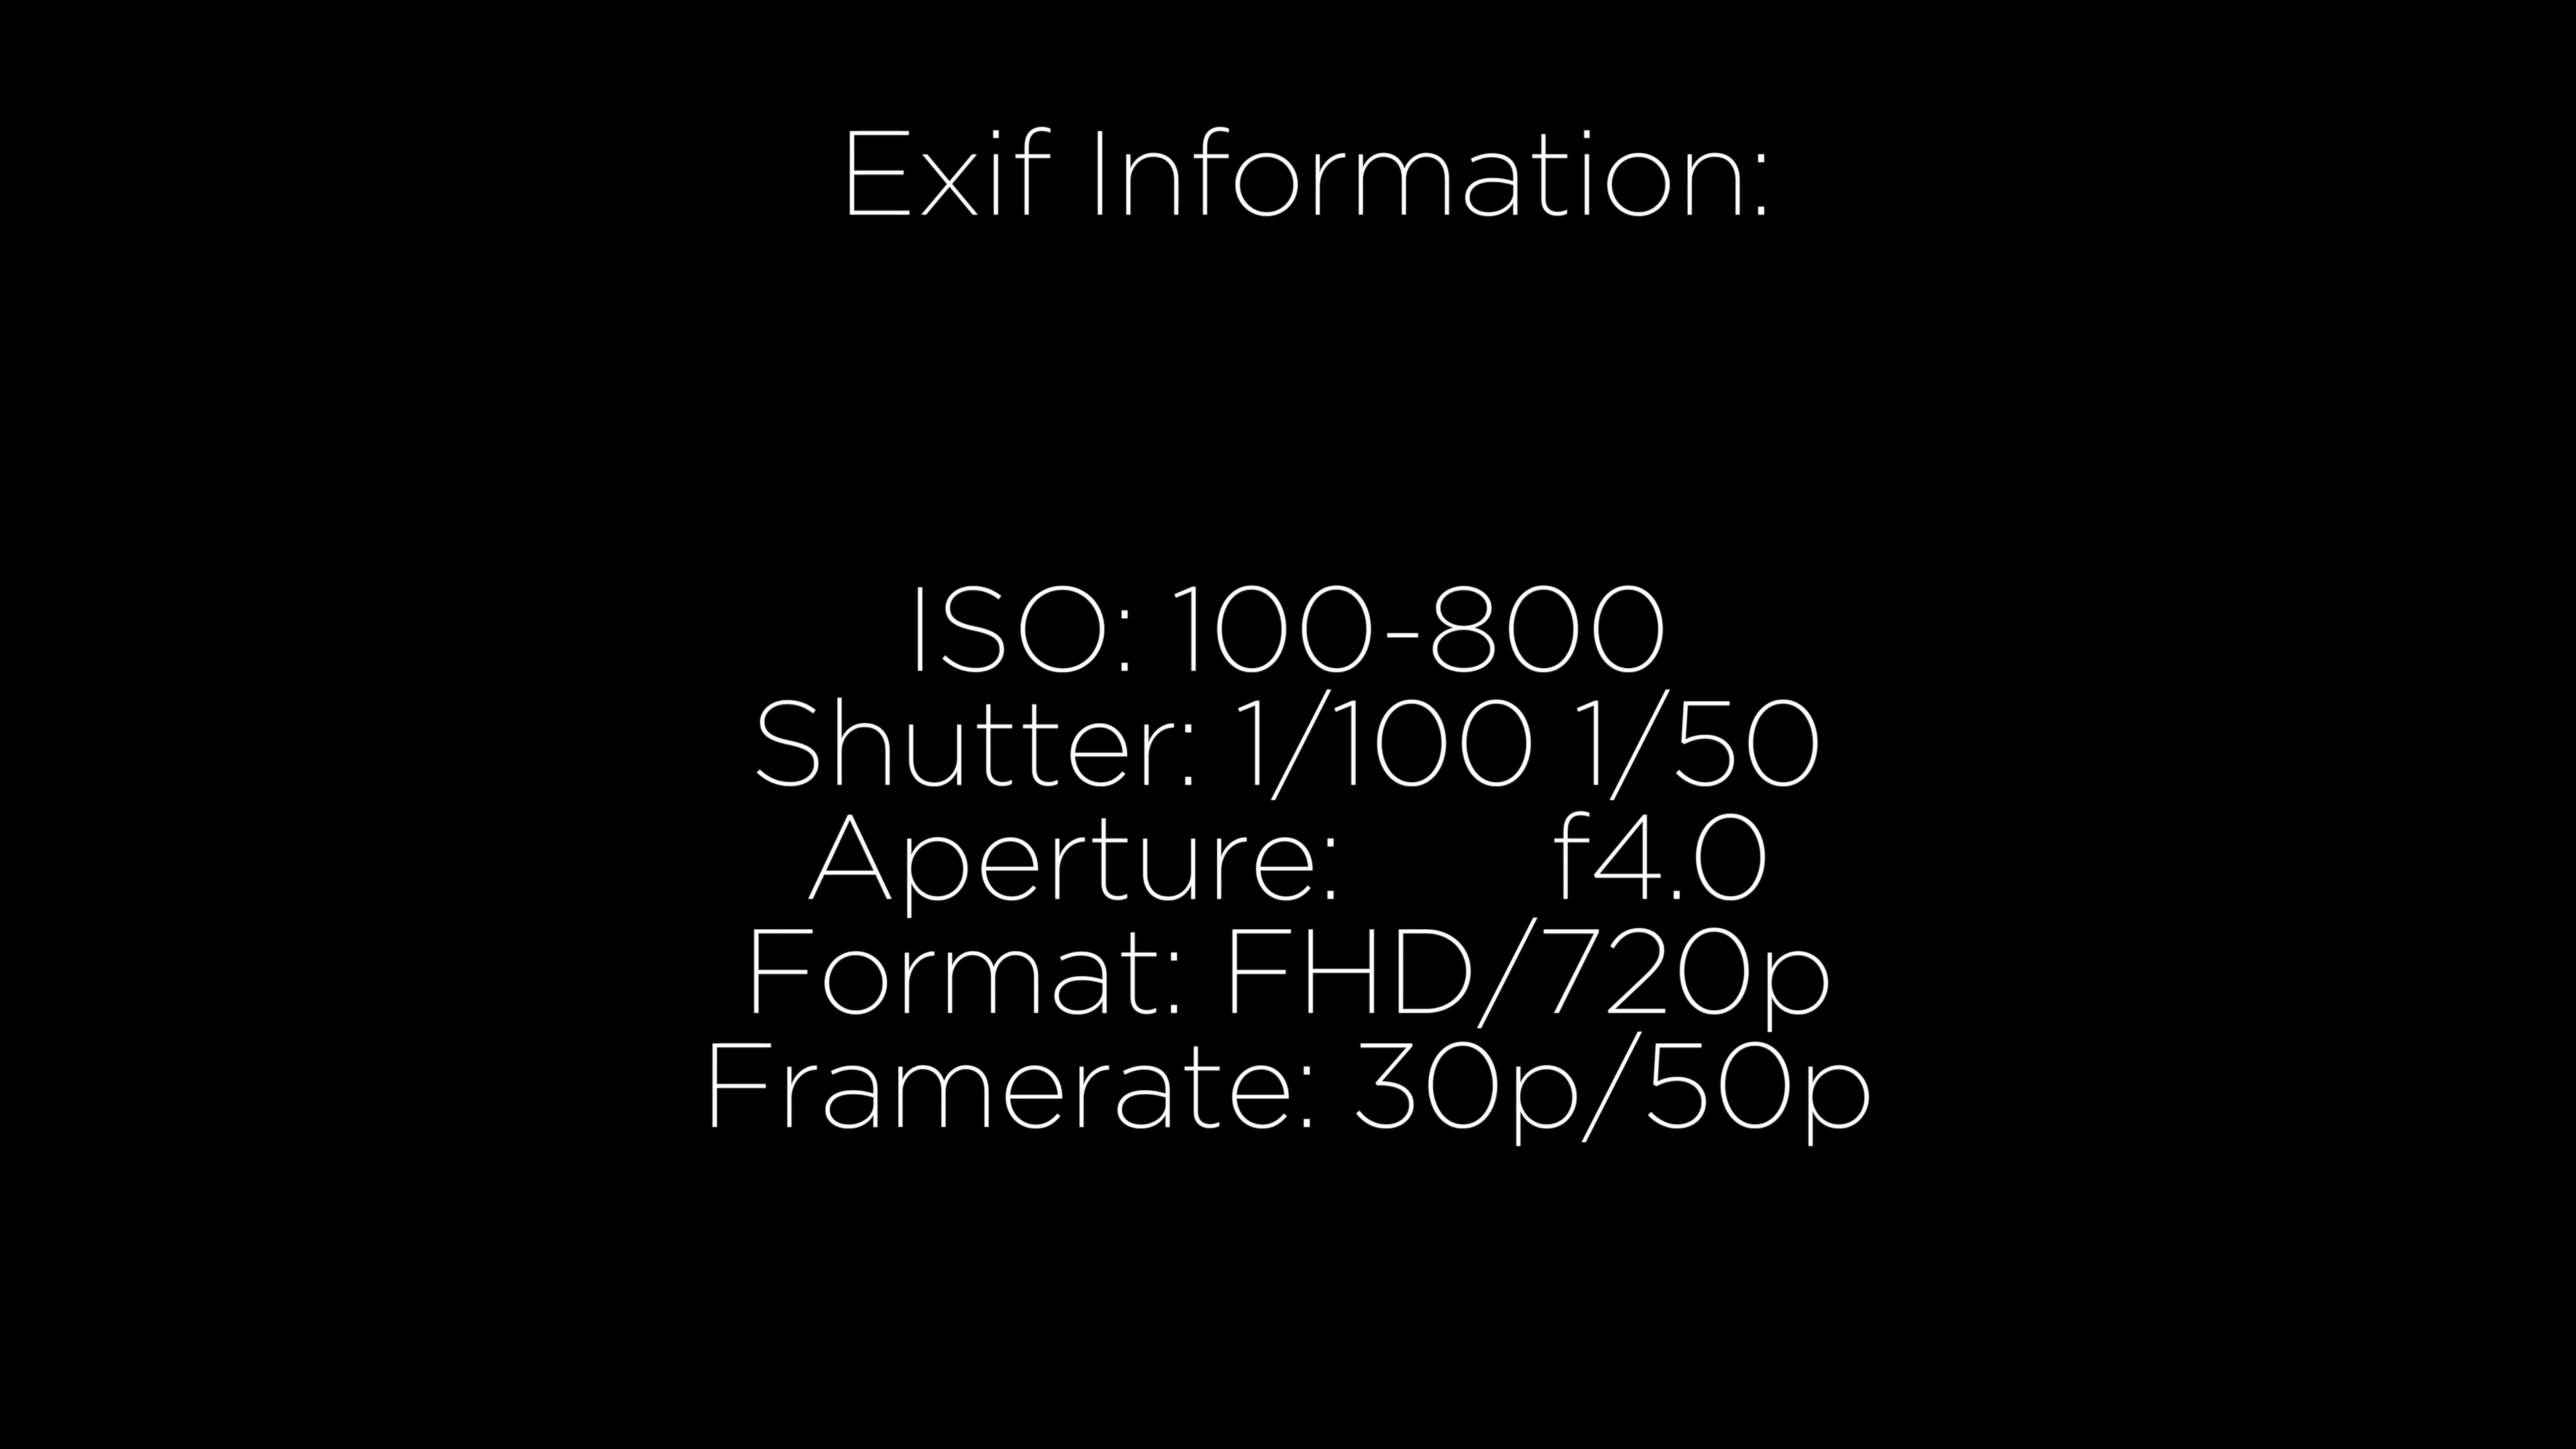 Exif Information:
ISO: 100-800
Shutter: 1/100 1/50
Aperture: f4.0
Format: FHD/720p
Framerate: 30p/50p